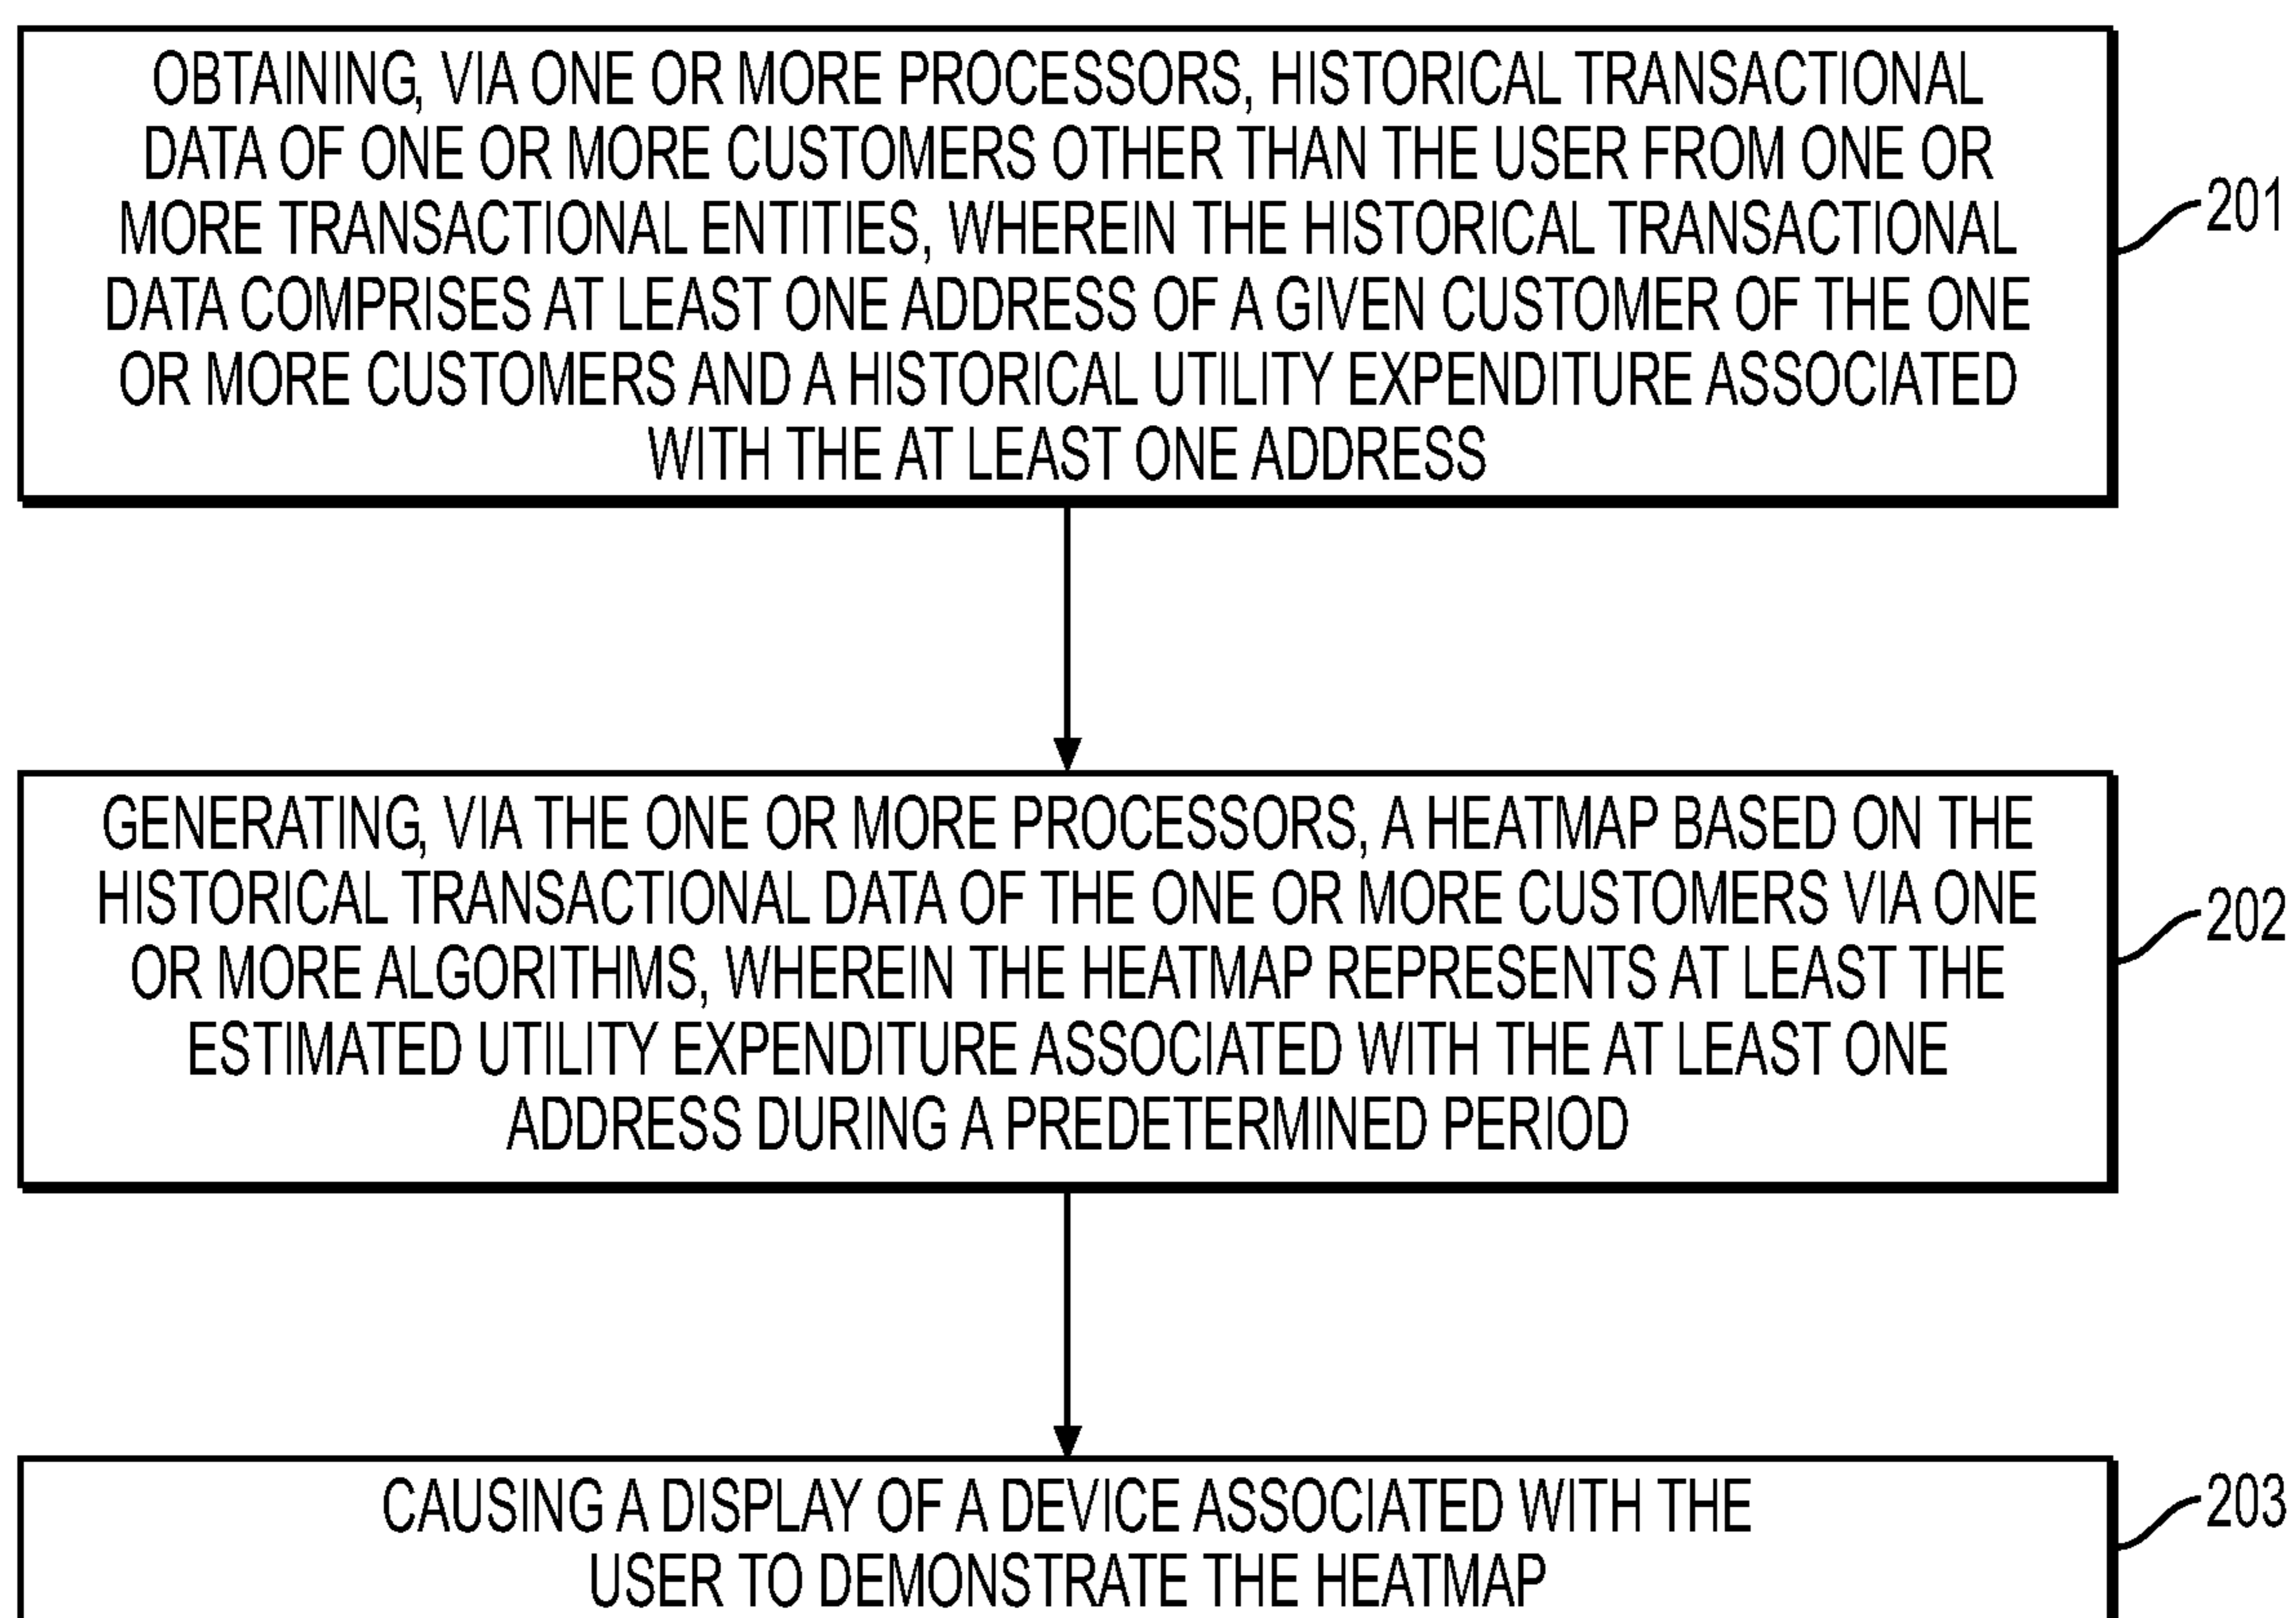 OBTAINING, VIA ONE OR MORE PROCESSORS, HISTORICAL TRANSACTIONAL
DATA OF ONE OR MORE CUSTOMERS OTHER THAN THE USER FROM ONE OR
MORE TRANSACTIONAL ENTITIES, WHEREIN THE HISTORICAL TRANSACTIONAL
DATA COMPRISES AT LEAST ONE ADDRESS OF A GIVEN CUSTOMER OF THE ONE
OR MORE CUSTOMERS AND A HISTORICAL UTILITY EXPENDITURE ASSOCIATED
WITH THE AT LEAST ONE ADDRESS
201
GENERATING, VIA THE ONE OR MORE PROCESSORS, A HEATMAP BASED ON THE
HISTORICAL TRANSACTIONAL DATA OF THE ONE OR MORE CUSTOMERS VIA ONE
OR MORE ALGORITHMS, WHEREIN THE HEATMAP REPRESENTS AT LEAST THE
ESTIMATED UTILITY EXPENDITURE ASSOCIATED WITH THE AT LEAST ONE
ADDRESS DURING A PREDETERMINED PERIOD
202
CAUSING A DISPLAY OF A DEVICE ASSOCIATED WITH THE
USER TO DEMONSTRATE THE HEATMAP
203